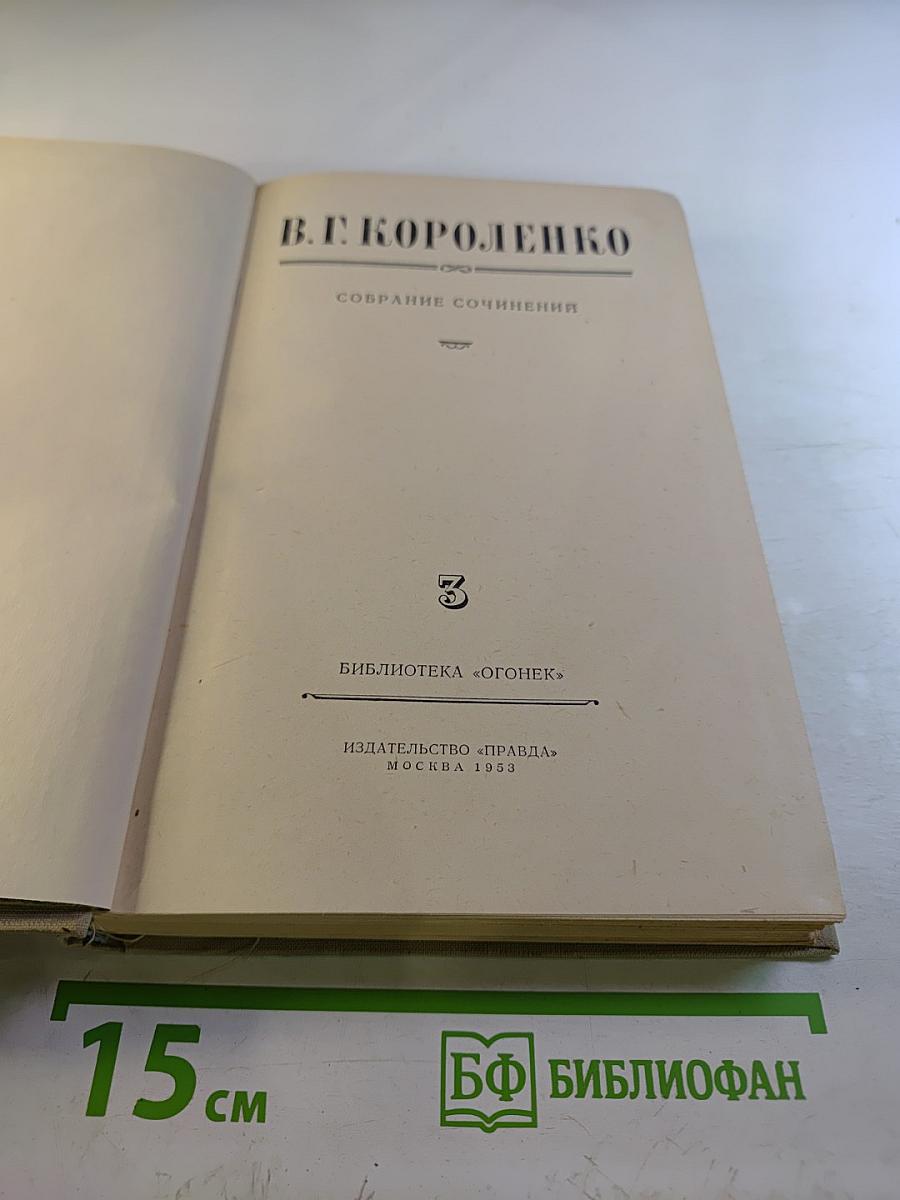 В. Г. КОРОЛЕНКО
СОБРАНИЕ СОЧИНЕНИЙ
3
БИБЛИОТЕКА «ОГОНЕК»
ИЗДАТЕЛЬСТВО «ПРАВДА»
МОСКВА 1953
15 см
БФ БИБЛИОФАН